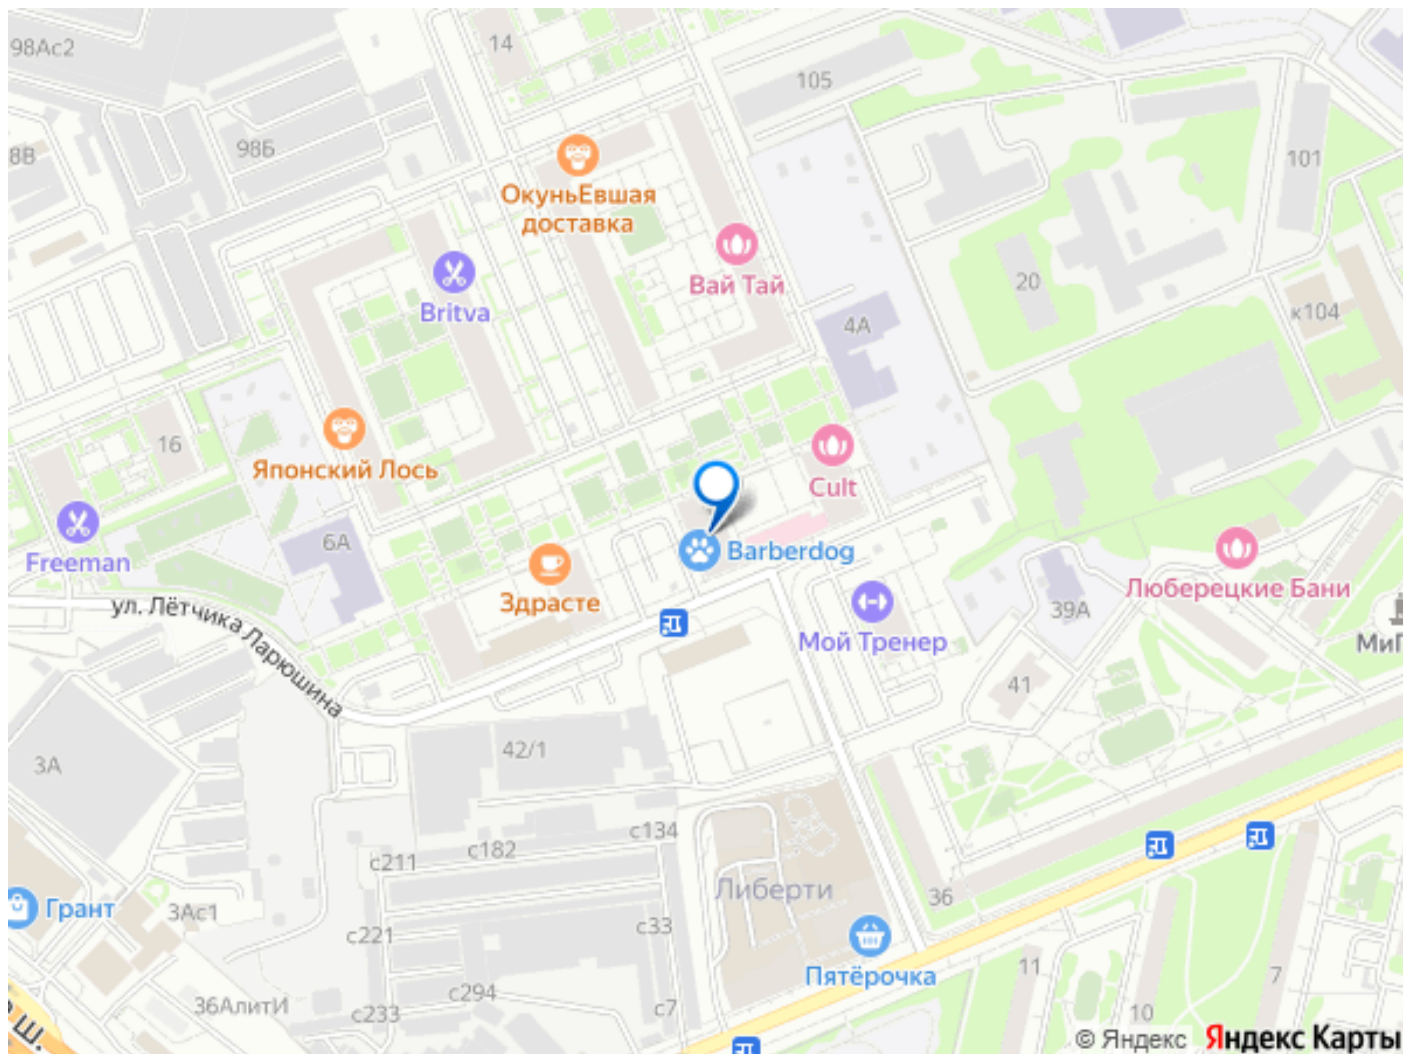 98Ас2
14
105
98Б
8В
101
ОкуньЕвшая
доставка
Britva
Вай Тай
20
4А
к104
16
Японский Лось
Cult
Freeman
6А
Barberdog
Здрасте
Мой Тренер
Люберецкие Бани
39А
ул. Лётчика Ларюшина
41
3А
42/1
с134
с182
с211
Либерти
36
Грант
3Ас1
с221
с33
Пятёрочка
11
7
36АлитИ
с294
с233
с7
10
ш.
© Яндекс
Яндекс Карты